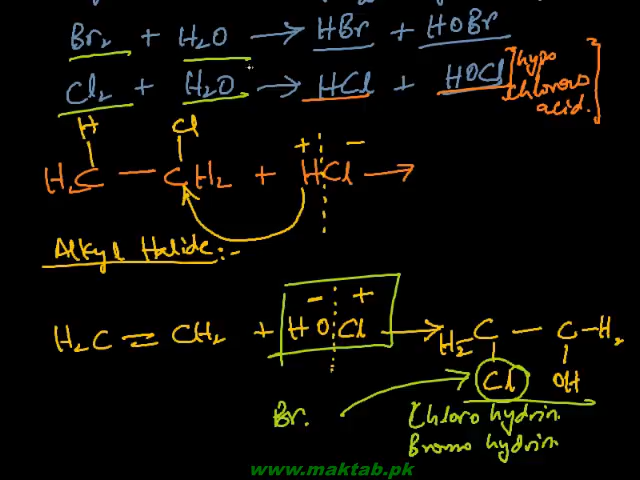 Br₂ + H₂O → HBr + HOBr
Cl₂ + H₂O → HCl + HOCl [hypo chlorous acid.]
H Cl
H₂C — CH₂ + HCl →
+ −
Alkyl Halide:-
− +
H₂C = CH₂ + HOCl → H₂C — C-H₂
Cl OH
Br.
Chloro hydrin
Bromo hydrin
www.maktab.pk